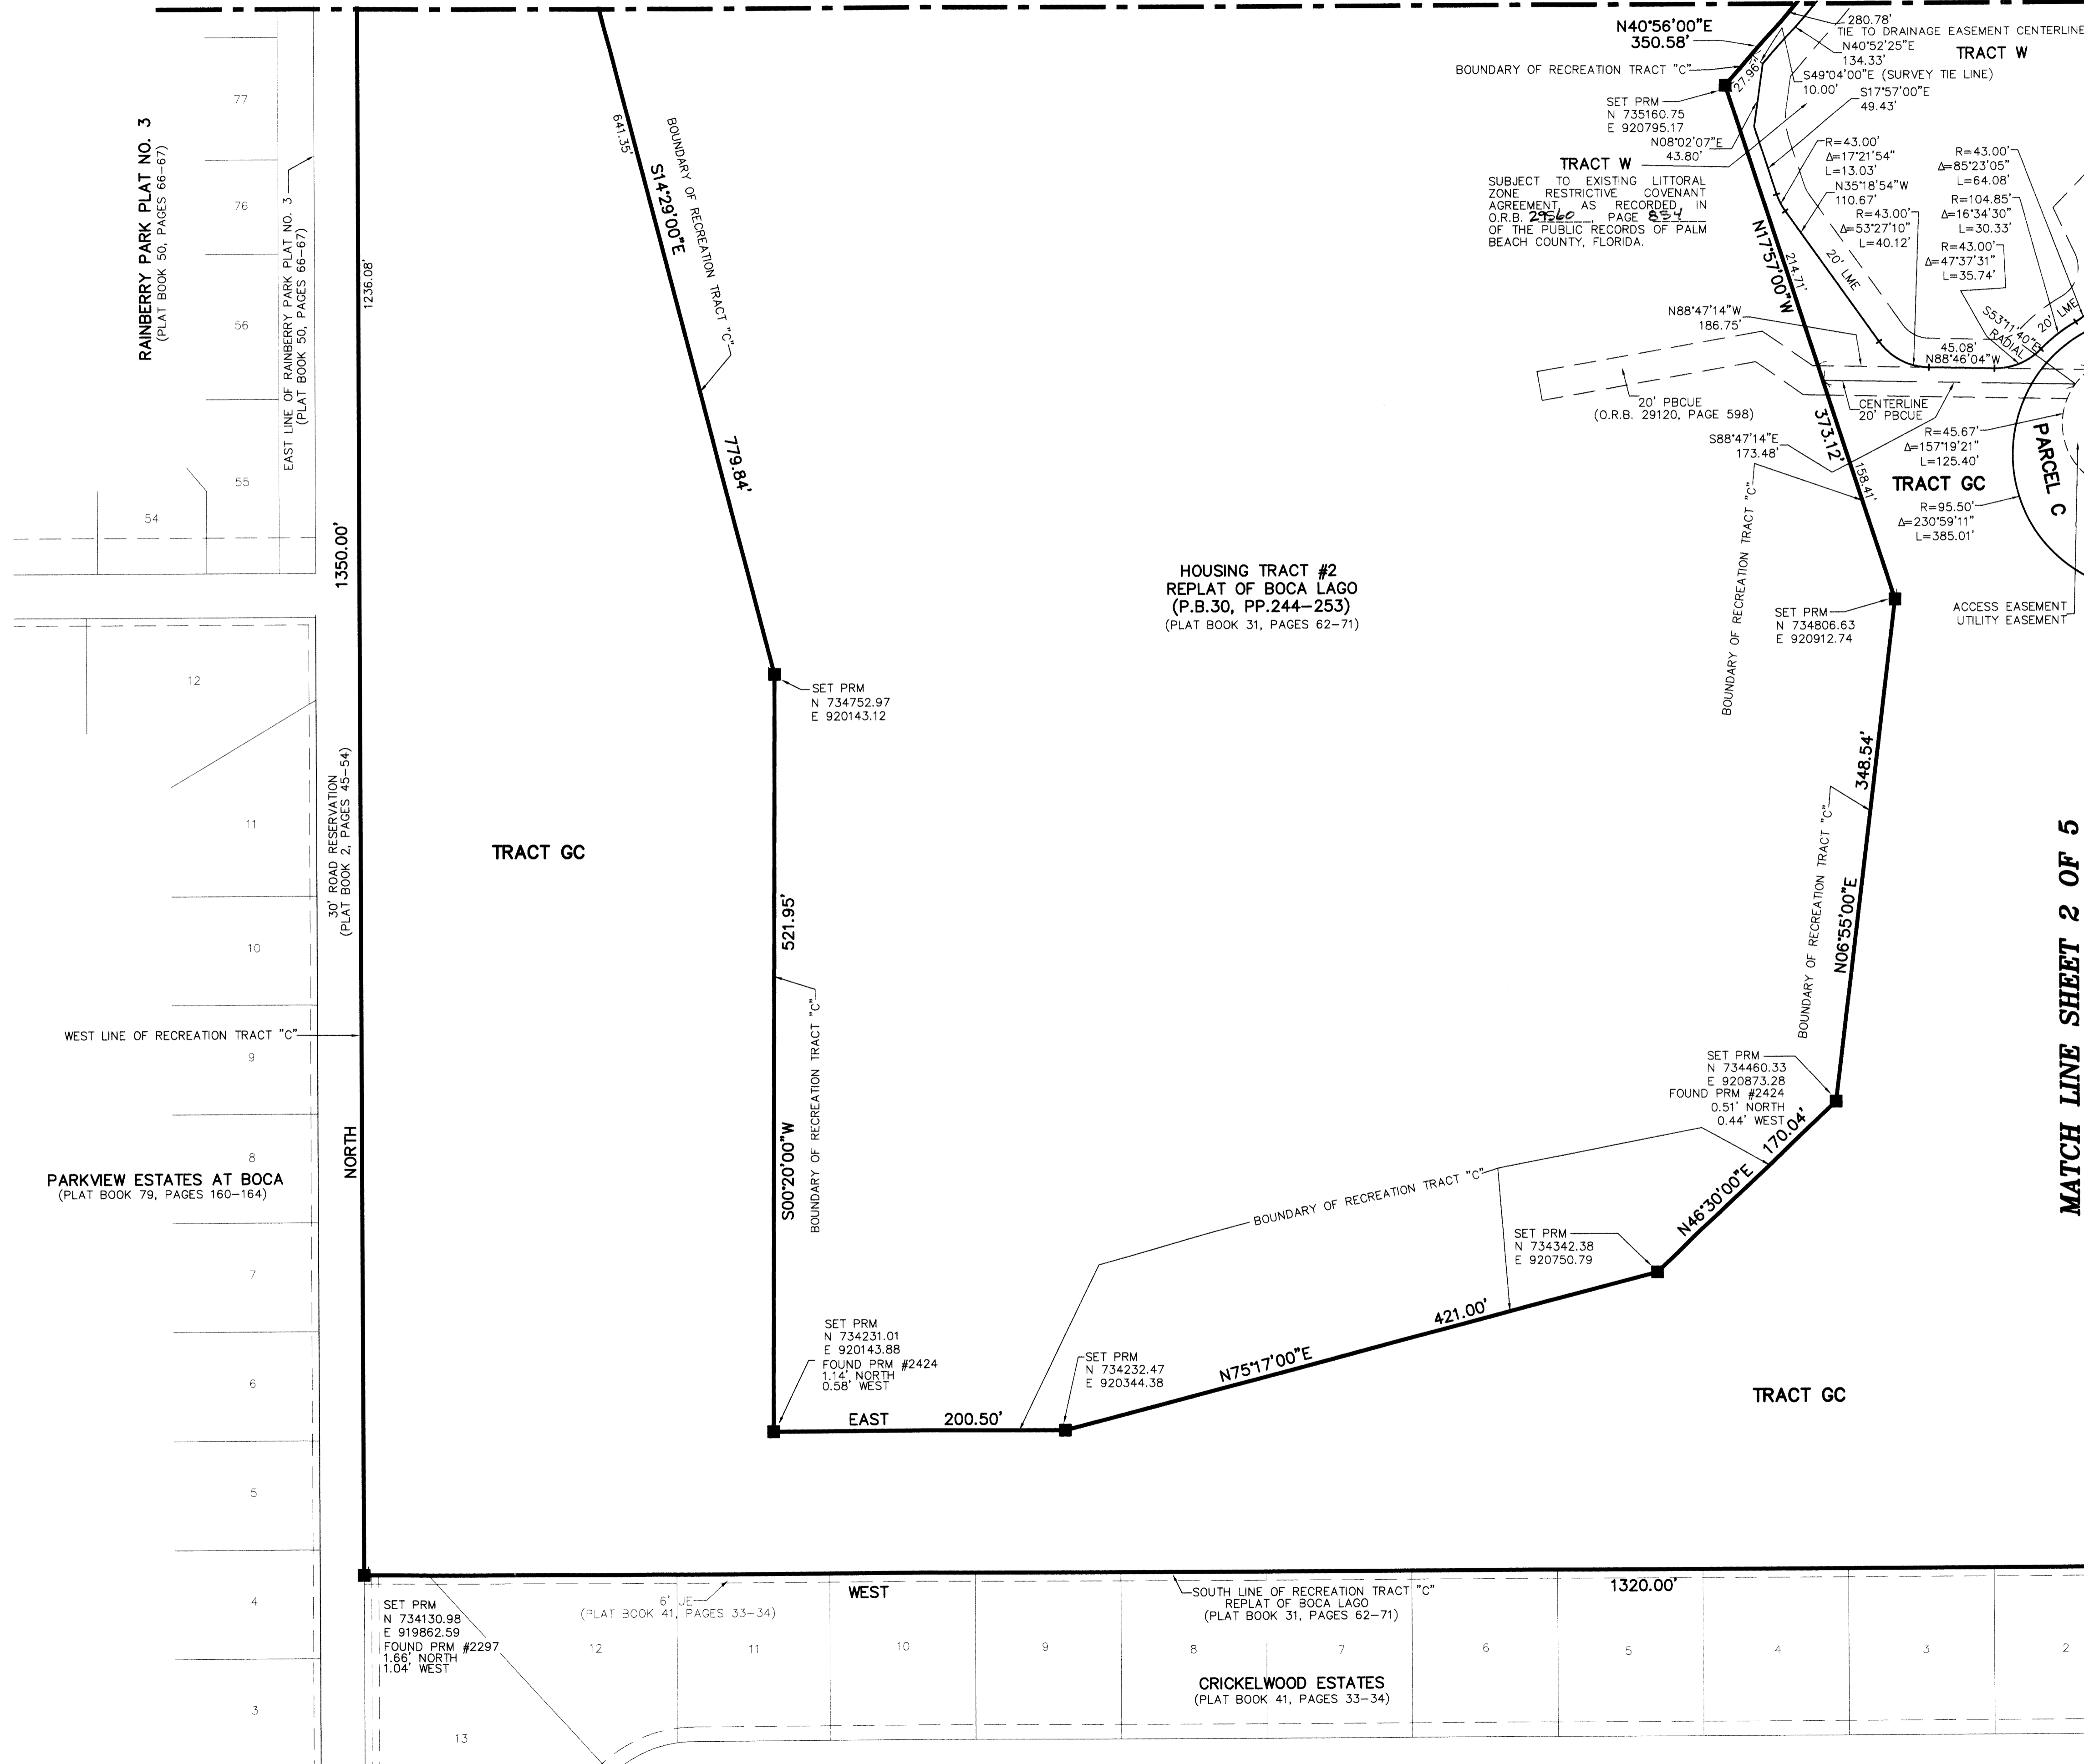 N40°56'00"E
350.58'
280.78'
TIE TO DRAINAGE EASEMENT CENTERLINE
N40°52'25"E
134.33'
TRACT W
BOUNDARY OF RECREATION TRACT "C"
27.96'
S49°04'00"E (SURVEY TIE LINE)
10.00'
S17°57'00"E
49.43'
SET PRM
N 735160.75
E 920795.17
N08°02'07"E
43.80'
TRACT W
SUBJECT TO EXISTING LITTORAL
ZONE RESTRICTIVE COVENANT
AGREEMENT AS RECORDED IN
O.R.B. 29560, PAGE 854
OF THE PUBLIC RECORDS OF PALM
BEACH COUNTY, FLORIDA.
R=43.00'
Δ=17°21'54"
L=13.03'
N35°18'54"W
110.67'
R=43.00'
Δ=53°27'10"
L=40.12'
R=43.00'
Δ=85°23'05"
L=64.08'
R=104.85'
Δ=16°34'30"
L=30.33'
R=43.00'
Δ=47°37'31"
L=35.74'
20' LME
20' LME
S53°11'40"E
RADIAL
45.08'
N88°46'04"W
N17°57'00"W
214.71'
373.12'
158.41'
N88°47'14"W
186.75'
20' PBCUE
(O.R.B. 29120, PAGE 598)
CENTERLINE
20' PBCUE
S88°47'14"E
173.48'
R=45.67'
Δ=157°19'21"
L=125.40'
TRACT GC
R=95.50'
Δ=230°59'11"
L=385.01'
PARCEL C
ACCESS EASEMENT
UTILITY EASEMENT
BOUNDARY OF RECREATION TRACT "C"
SET PRM
N 734806.63
E 920912.74
77
76
56
55
54
RAINBERRY PARK PLAT NO. 3
(PLAT BOOK 50, PAGES 66-67)
EAST LINE OF RAINBERRY PARK PLAT NO. 3
(PLAT BOOK 50, PAGES 66-67)
1236.08'
1350.00'
641.35'
S14°29'00"E
BOUNDARY OF RECREATION TRACT "C"
779.84'
HOUSING TRACT #2
REPLAT OF BOCA LAGO
(P.B.30, PP.244-253)
(PLAT BOOK 31, PAGES 62-71)
SET PRM
N 734752.97
E 920143.12
12
11
10
9
8
7
6
5
4
3
30' ROAD RESERVATION
(PLAT BOOK 2, PAGES 45-54)
TRACT GC
521.95'
S00°20'00"W
BOUNDARY OF RECREATION TRACT "C"
348.54'
N06°55'00"E
BOUNDARY OF RECREATION TRACT "C"
MATCH LINE SHEET 2 OF 5
WEST LINE OF RECREATION TRACT "C"
NORTH
PARKVIEW ESTATES AT BOCA
(PLAT BOOK 79, PAGES 160-164)
SET PRM
N 734460.33
E 920873.28
FOUND PRM #2424
0.51' NORTH
0.44' WEST
170.04'
N46°30'00"E
BOUNDARY OF RECREATION TRACT "C"
SET PRM
N 734342.38
E 920750.79
421.00'
N75°17'00"E
SET PRM
N 734231.01
E 920143.88
FOUND PRM #2424
1.14' NORTH
0.58' WEST
SET PRM
N 734232.47
E 920344.38
EAST 200.50'
TRACT GC
WEST
1320.00'
SET PRM
N 734130.98
E 919862.59
FOUND PRM #2297
1.66' NORTH
1.04' WEST
6' UE
(PLAT BOOK 41, PAGES 33-34)
SOUTH LINE OF RECREATION TRACT "C"
REPLAT OF BOCA LAGO
(PLAT BOOK 31, PAGES 62-71)
13
12
11
10
9
8
7
6
5
4
3
2
CRICKELWOOD ESTATES
(PLAT BOOK 41, PAGES 33-34)